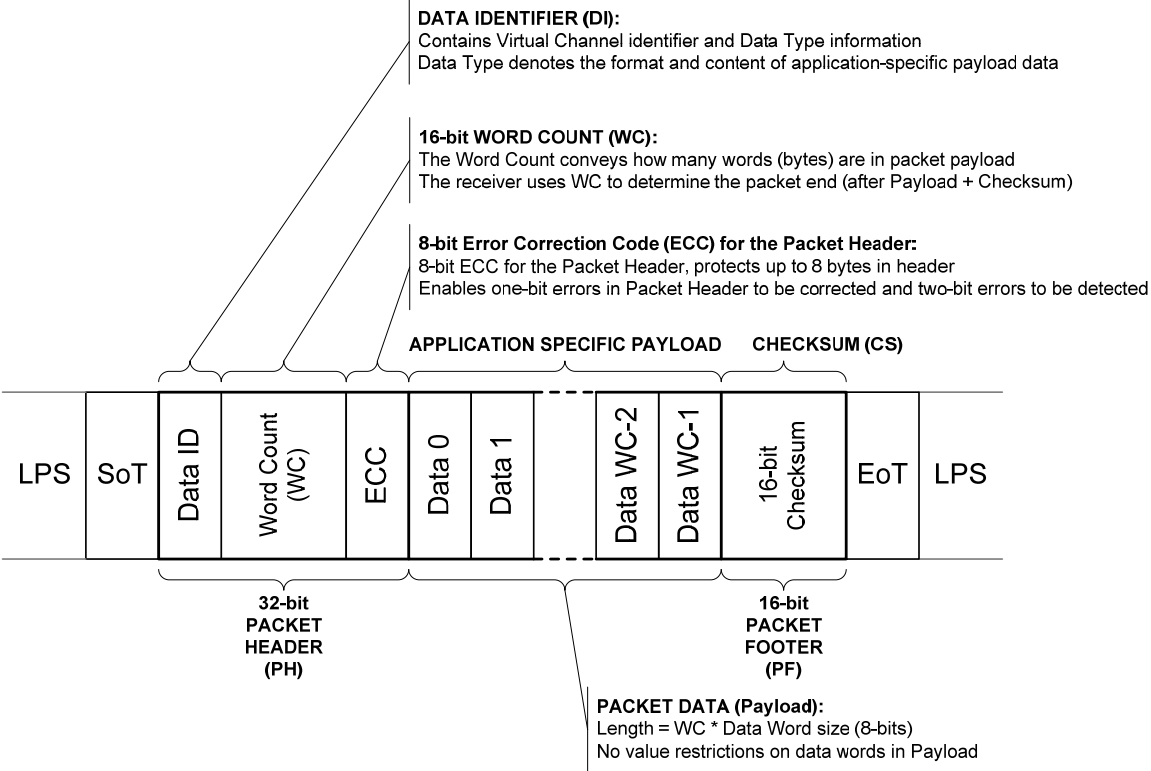 DATA IDENTIFIER (DI):
Contains Virtual Channel identifier and Data Type information
Data Type denotes the format and content of application-specific payload data
16-bit WORD COUNT (WC):
The Word Count conveys how many words (bytes) are in packet payload
The receiver uses WC to determine the packet end (after Payload + Checksum)
8-bit Error Correction Code (ECC) for the Packet Header:
8-bit ECC for the Packet Header, protects up to 8 bytes in header
Enables one-bit errors in Packet Header to be corrected and two-bit errors to be detected
APPLICATION SPECIFIC PAYLOAD
CHECKSUM (CS)
LPS
SoT
Data ID
Word Count
(WC)
ECC
Data 0
Data 1
Data WC-2
Data WC-1
16-bit
Checksum
EoT
LPS
32-bit
PACKET
HEADER
(PH)
16-bit
PACKET
FOOTER
(PF)
PACKET DATA (Payload):
Length = WC * Data Word size (8-bits)
No value restrictions on data words in Payload